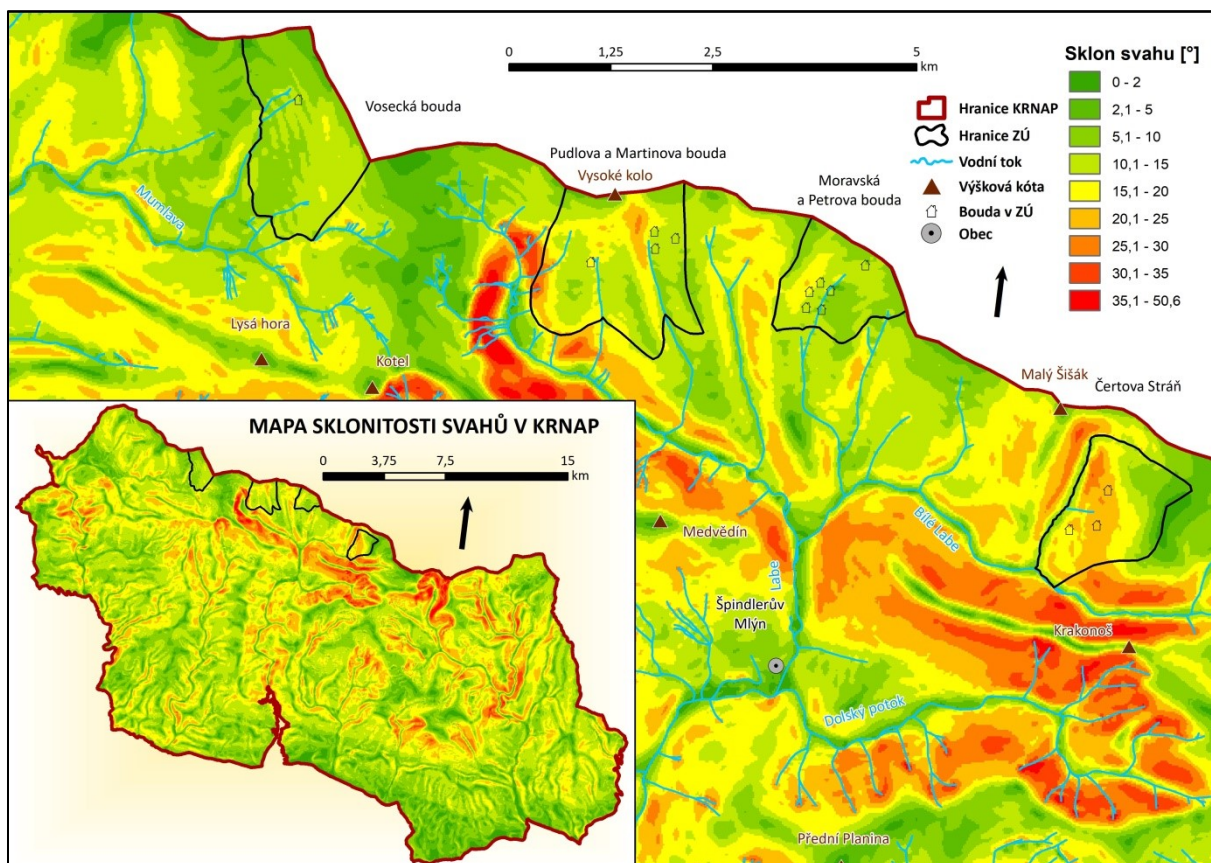 0
1,25
2,5
5
km
Sklon svahu [°]
0 - 2
2,1 - 5
5,1 - 10
10,1 - 15
15,1 - 20
20,1 - 25
25,1 - 30
30,1 - 35
35,1 - 50,6
Hranice KRNAP
Hranice ZÚ
Vodní tok
Výšková kóta
Bouda v ZÚ
Obec
Vosecká bouda
Pudlova a Martinova bouda
Vysoké kolo
Moravská
a Petrova bouda
Mumlava
Lysá hora
Kotel
Malý Šišák
Čertova Stráň
Medvědín
Labe
Bílé Labe
Špindlerův
Mlýn
Krakonoš
Dolský potok
Přední Planina
MAPA SKLONITOSTI SVAHŮ V KRNAP
0
3,75
7,5
15
km